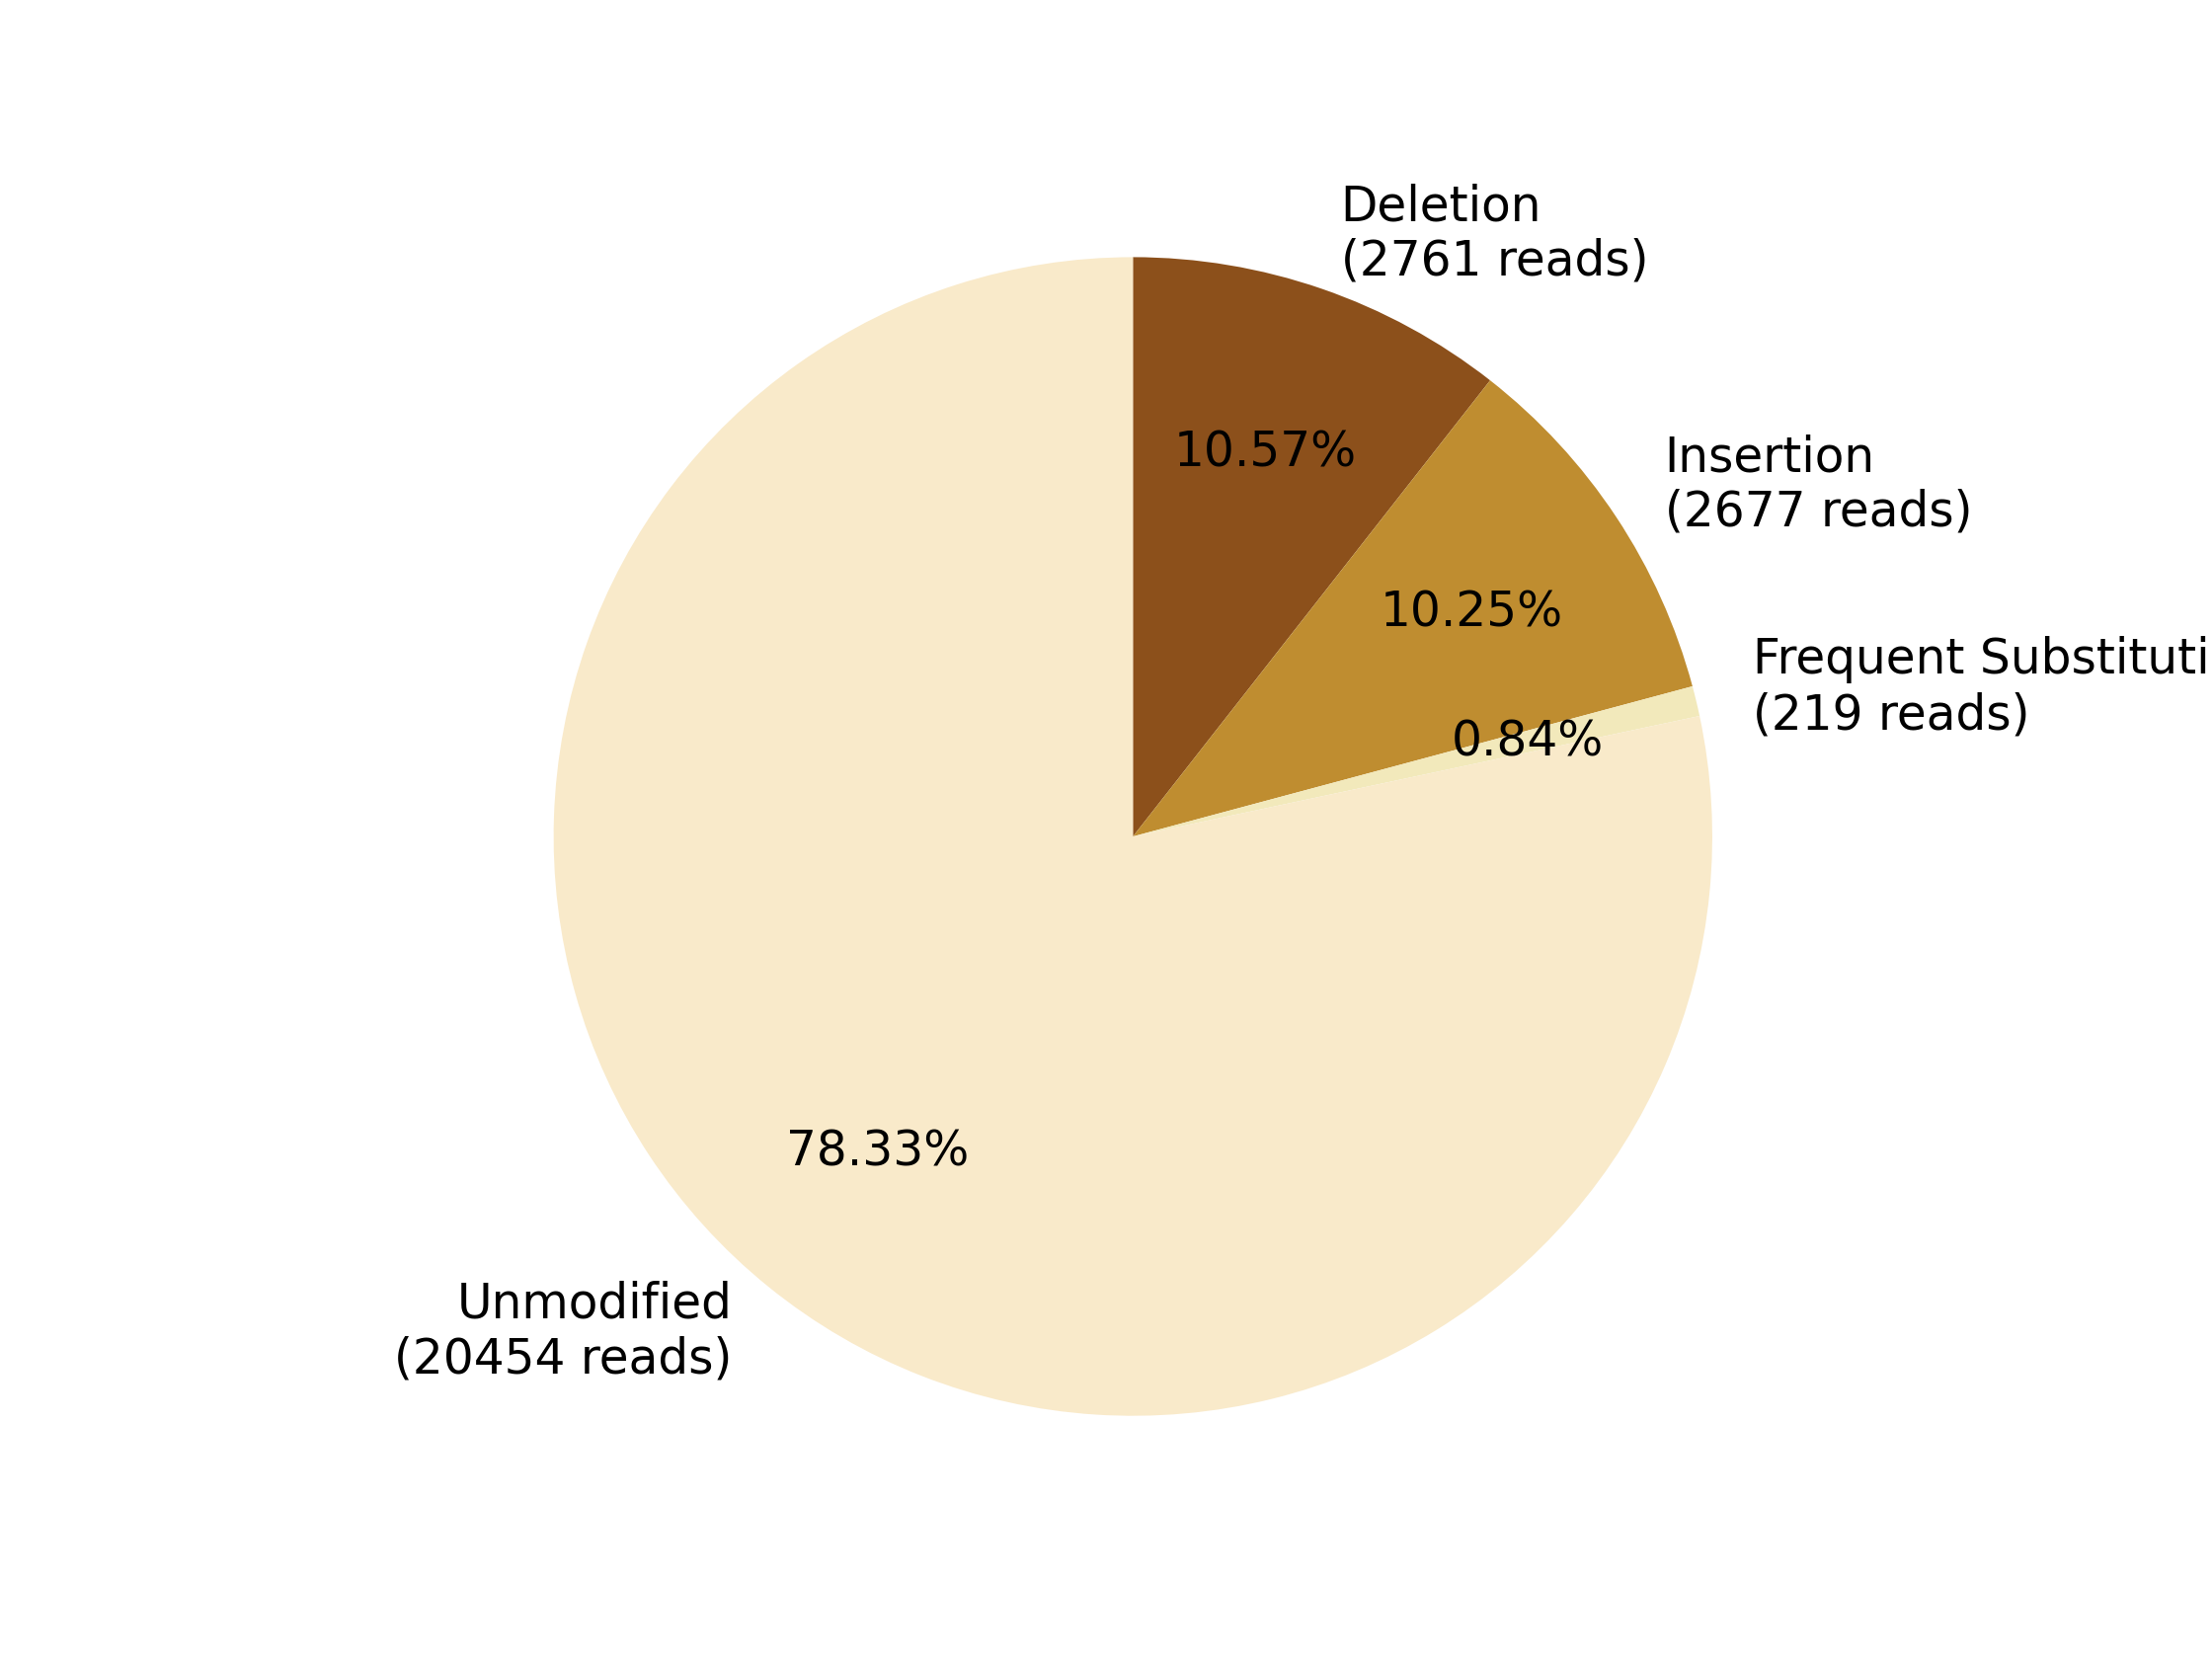 Deletion
(2761 reads)
10.57%
Insertion
(2677 reads)
10.25%
Frequent Substituti
(219 reads)
0.84%
78.33%
Unmodified
(20454 reads)